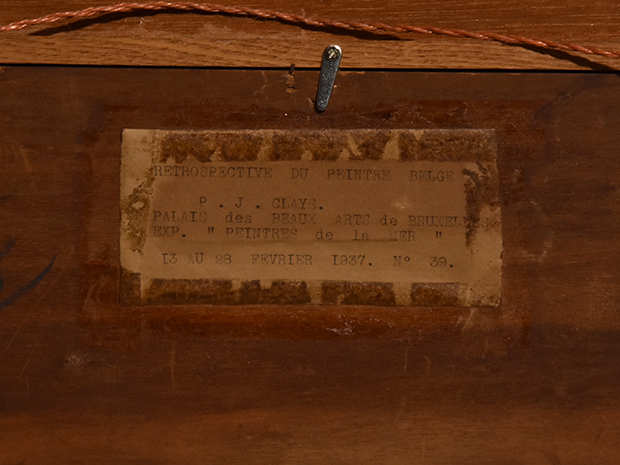 RETROSPECTIVE DU PEINTRE BELGE
P . J . CLAYS.
PALAIS des BEAUX ARTS de BRUXELLES
EXP. " PEINTRES de la MER "
13 AU 28 FEVRIER 1937. N° 39.